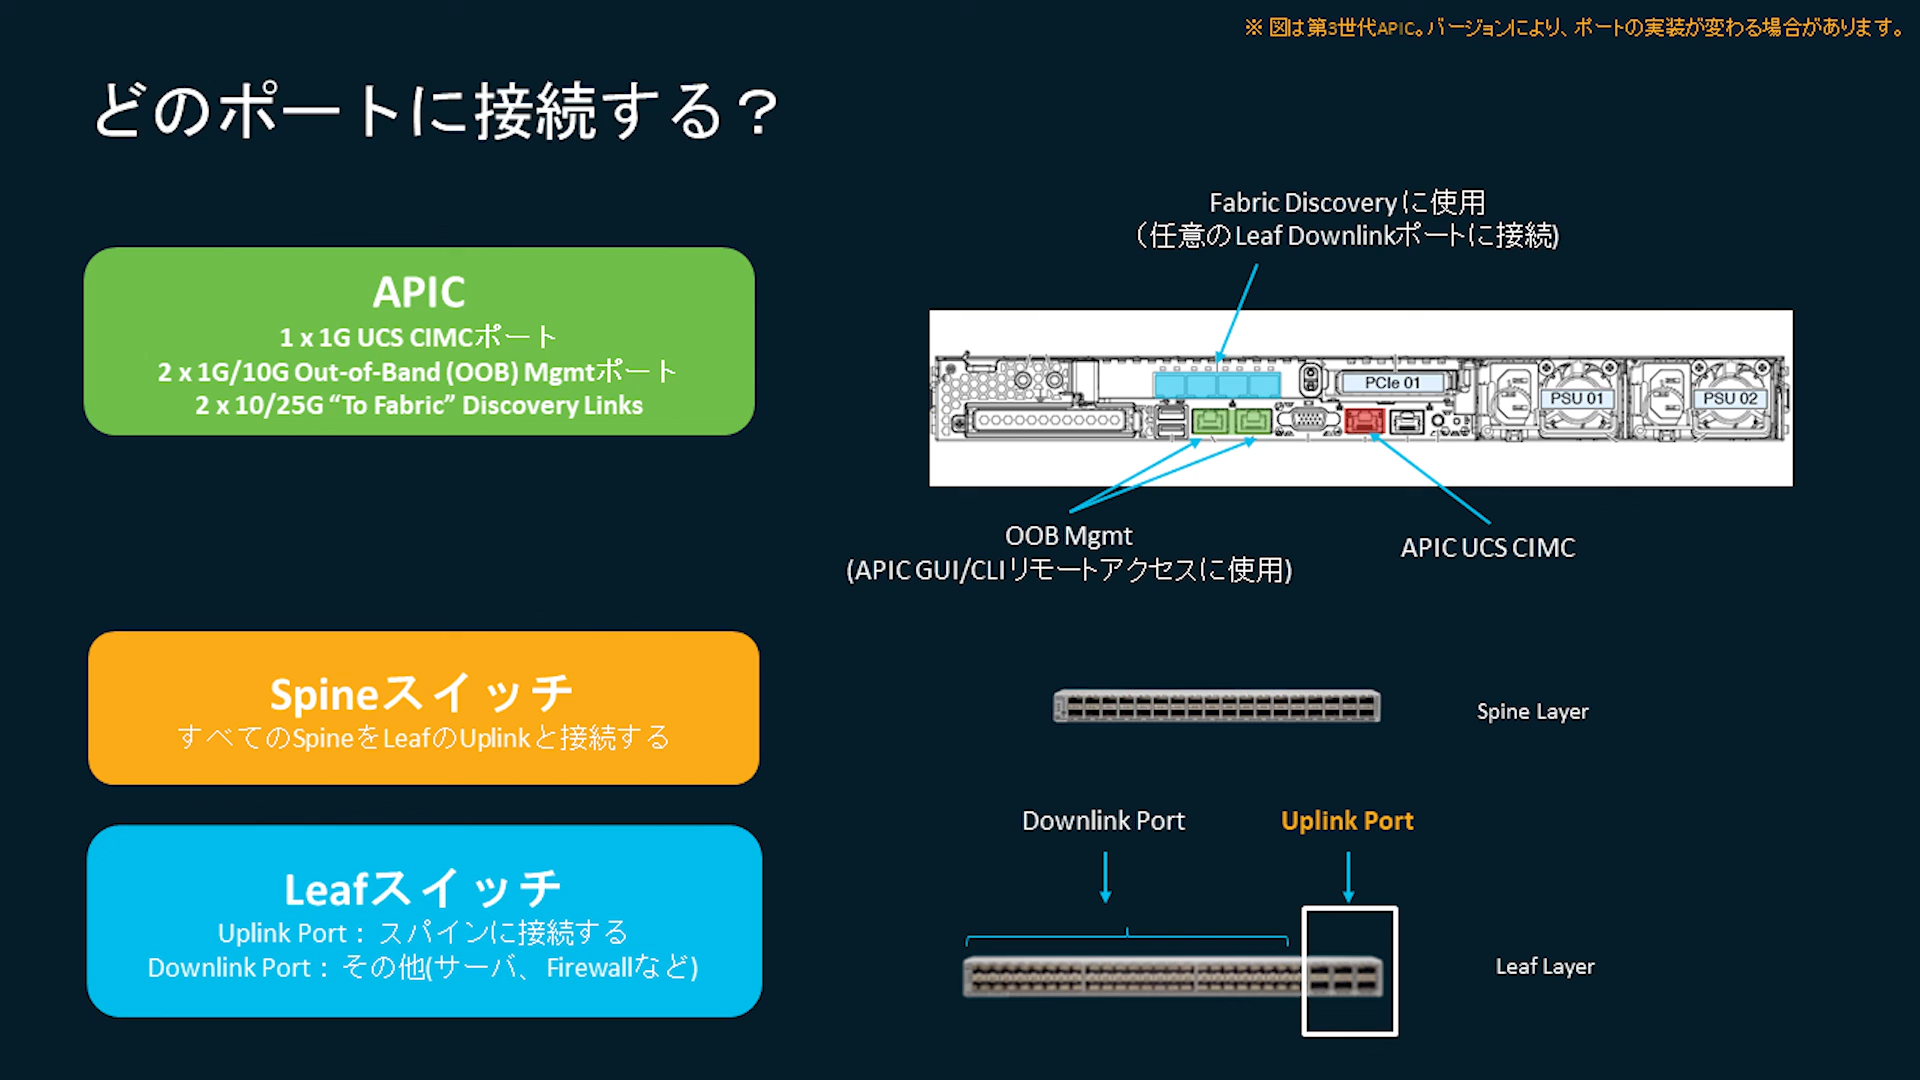 ※ 図は第3世代APIC。バージョンにより、ポートの実装が変わる場合があります。
どのポートに接続する？
Fabric Discoveryに使用
（任意のLeaf Downlinkポートに接続)
APIC
1 x 1G UCS CIMCポート
2 x 1G/10G Out-of-Band (OOB) Mgmtポート
2 x 10/25G “To Fabric” Discovery Links
PCIe 01
PSU 01
PSU 02
OOB Mgmt
(APIC GUI/CLIリモートアクセスに使用)
APIC UCS CIMC
Spineスイッチ
すべてのSpineをLeafのUplinkと接続する
Spine Layer
Downlink Port
Uplink Port
Leafスイッチ
Uplink Port： スパインに接続する
Downlink Port： その他(サーバ、Firewallなど)
Leaf Layer